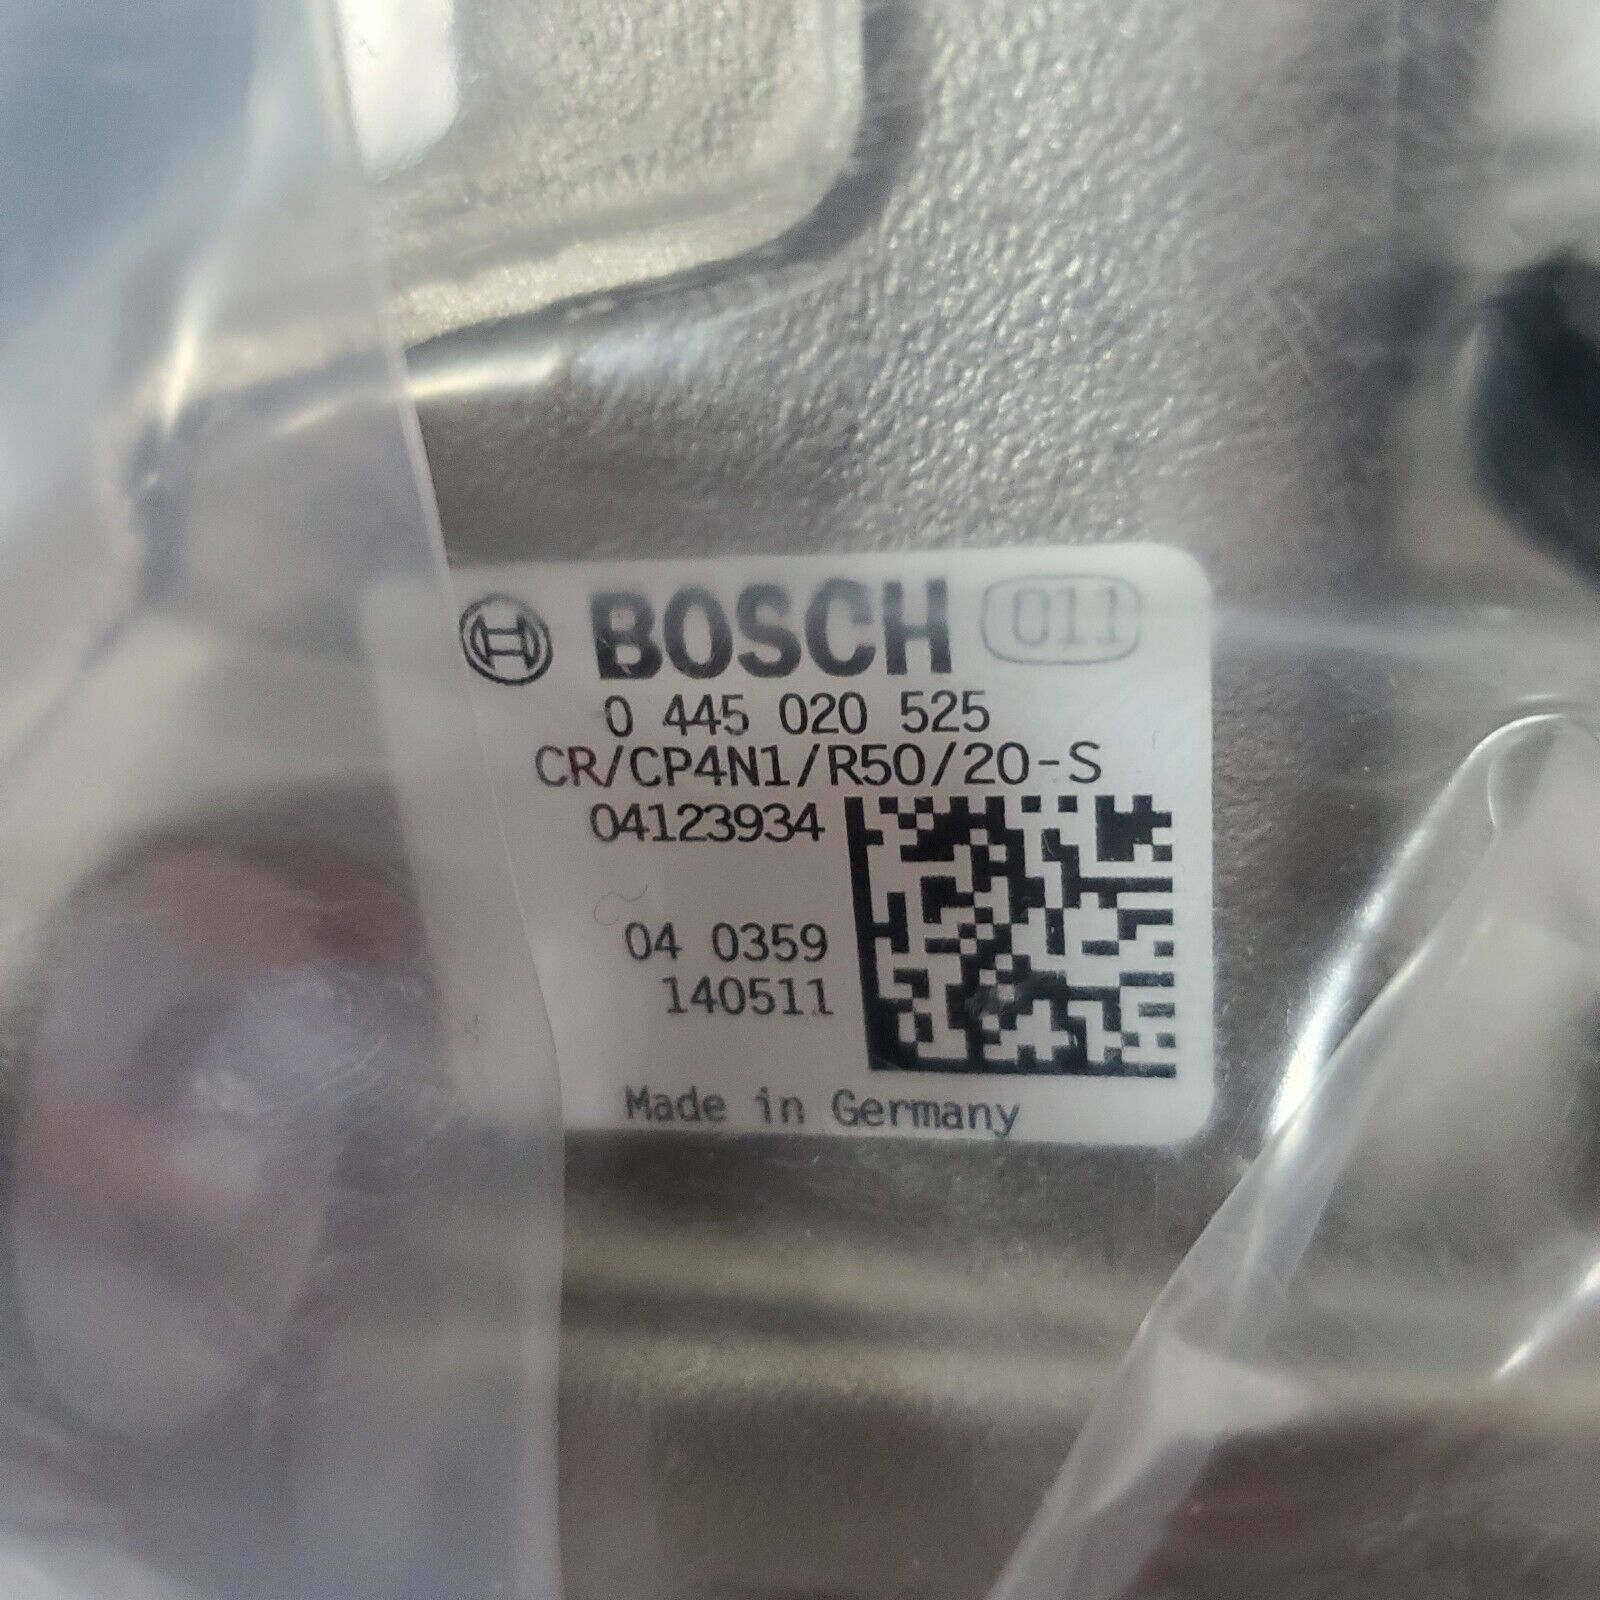 BOSCH 011
0 445 020 525
CR/CP4N1/R50/20-S
04123934
04 0359
140511
Made in Germany